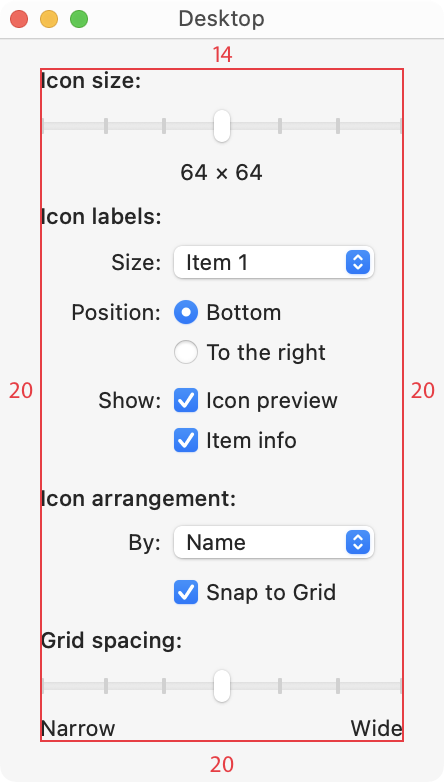 Desktop
14
Icon size:
64 × 64
Icon labels:
Size: Item 1
Position: Bottom
To the right
20
20
Show: Icon preview
Item info
Icon arrangement:
By: Name
Snap to Grid
Grid spacing:
Narrow Wide
20